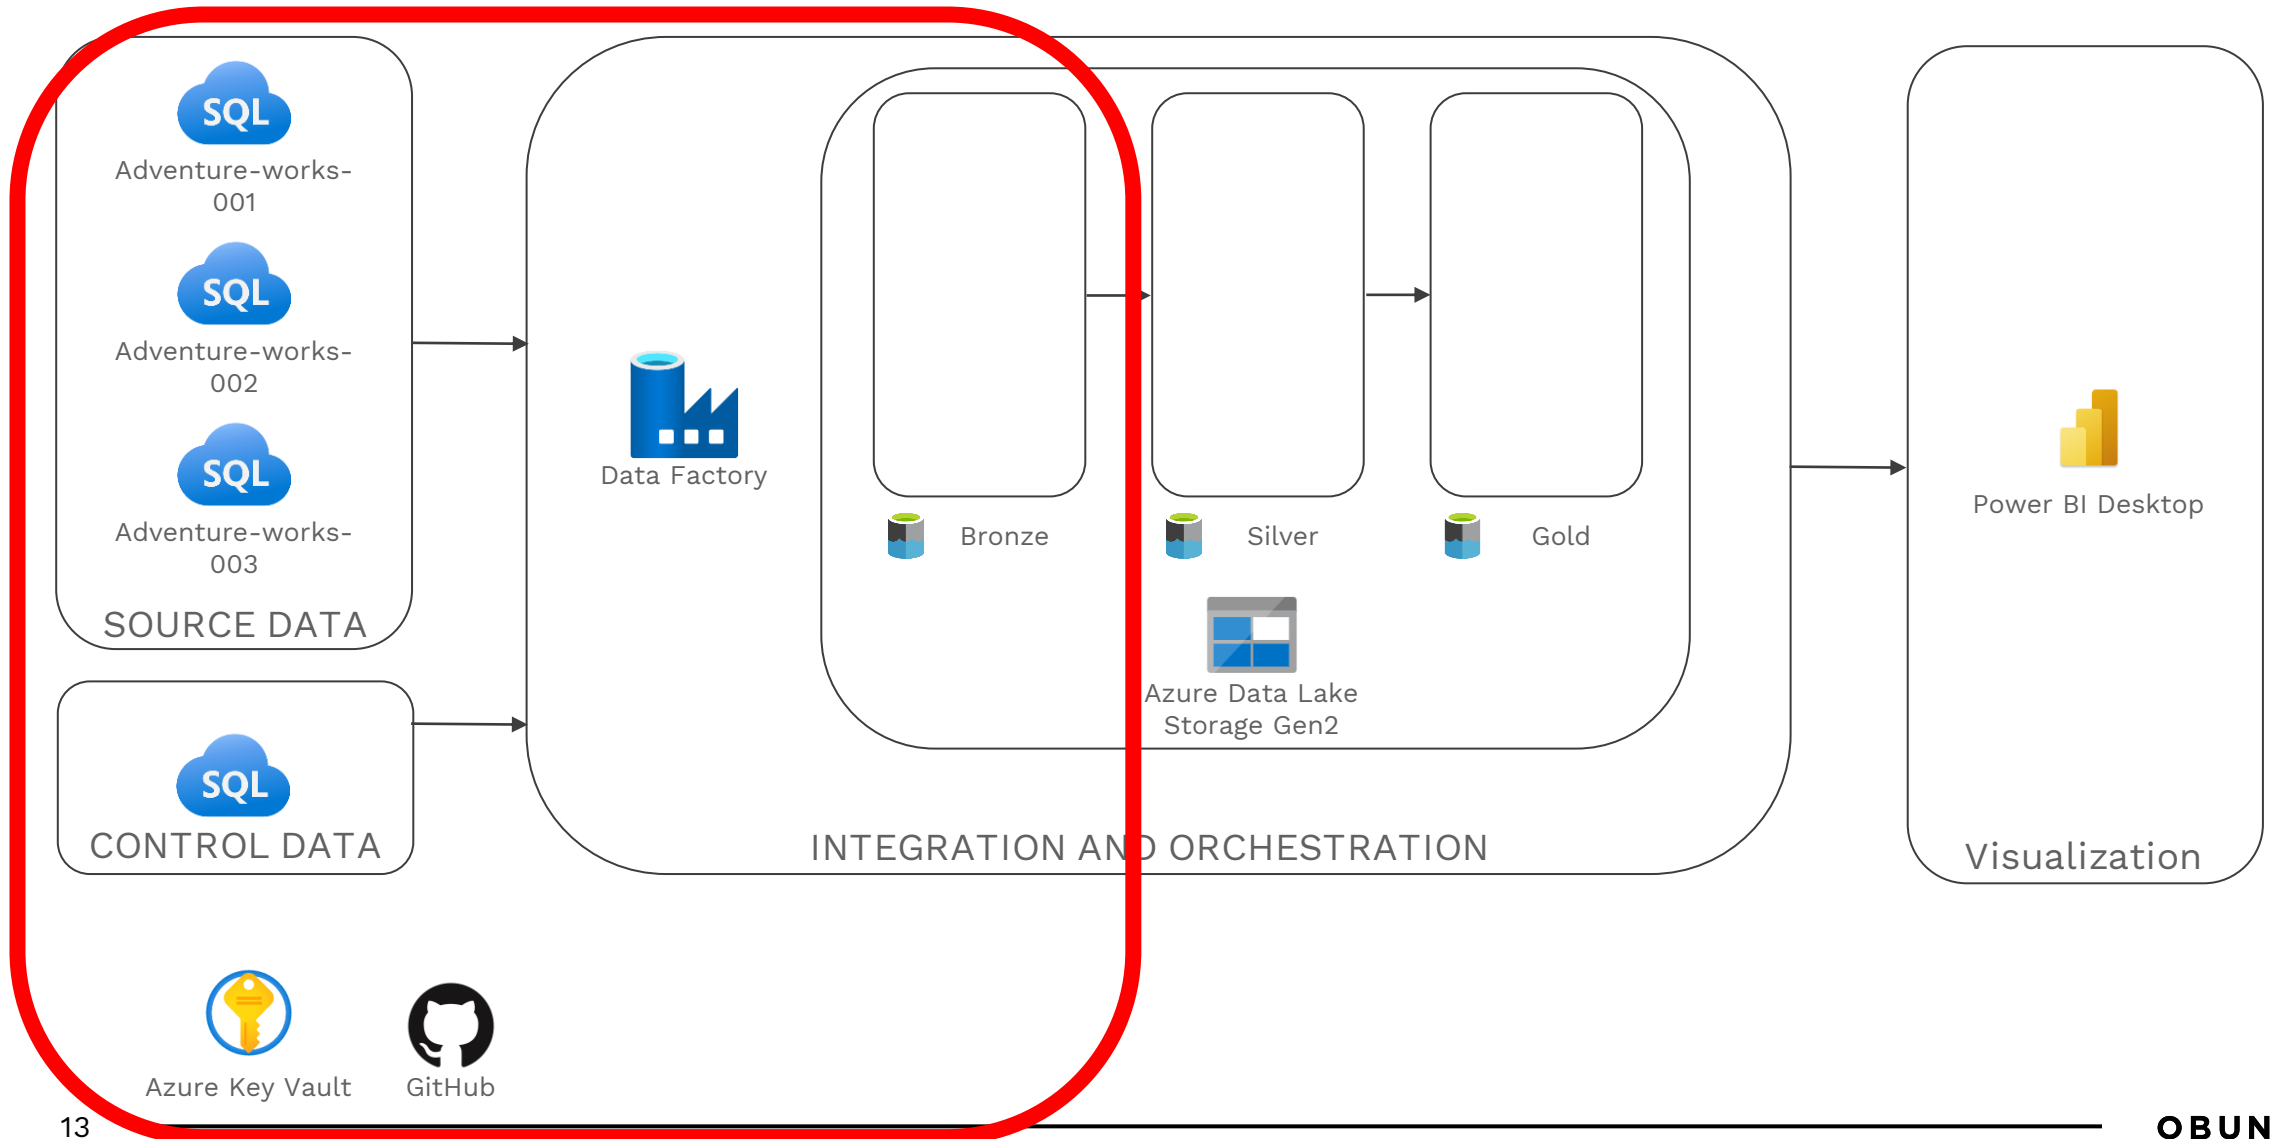 SQL
Adventure-works-
001
SQL
Adventure-works-
002
SQL
Adventure-works-
003
SOURCE DATA
SQL
CONTROL DATA
Data Factory
Bronze
Silver
Gold
Azure Data Lake
Storage Gen2
INTEGRATION AND ORCHESTRATION
Power BI Desktop
Visualization
Azure Key Vault
GitHub
13
OBUN